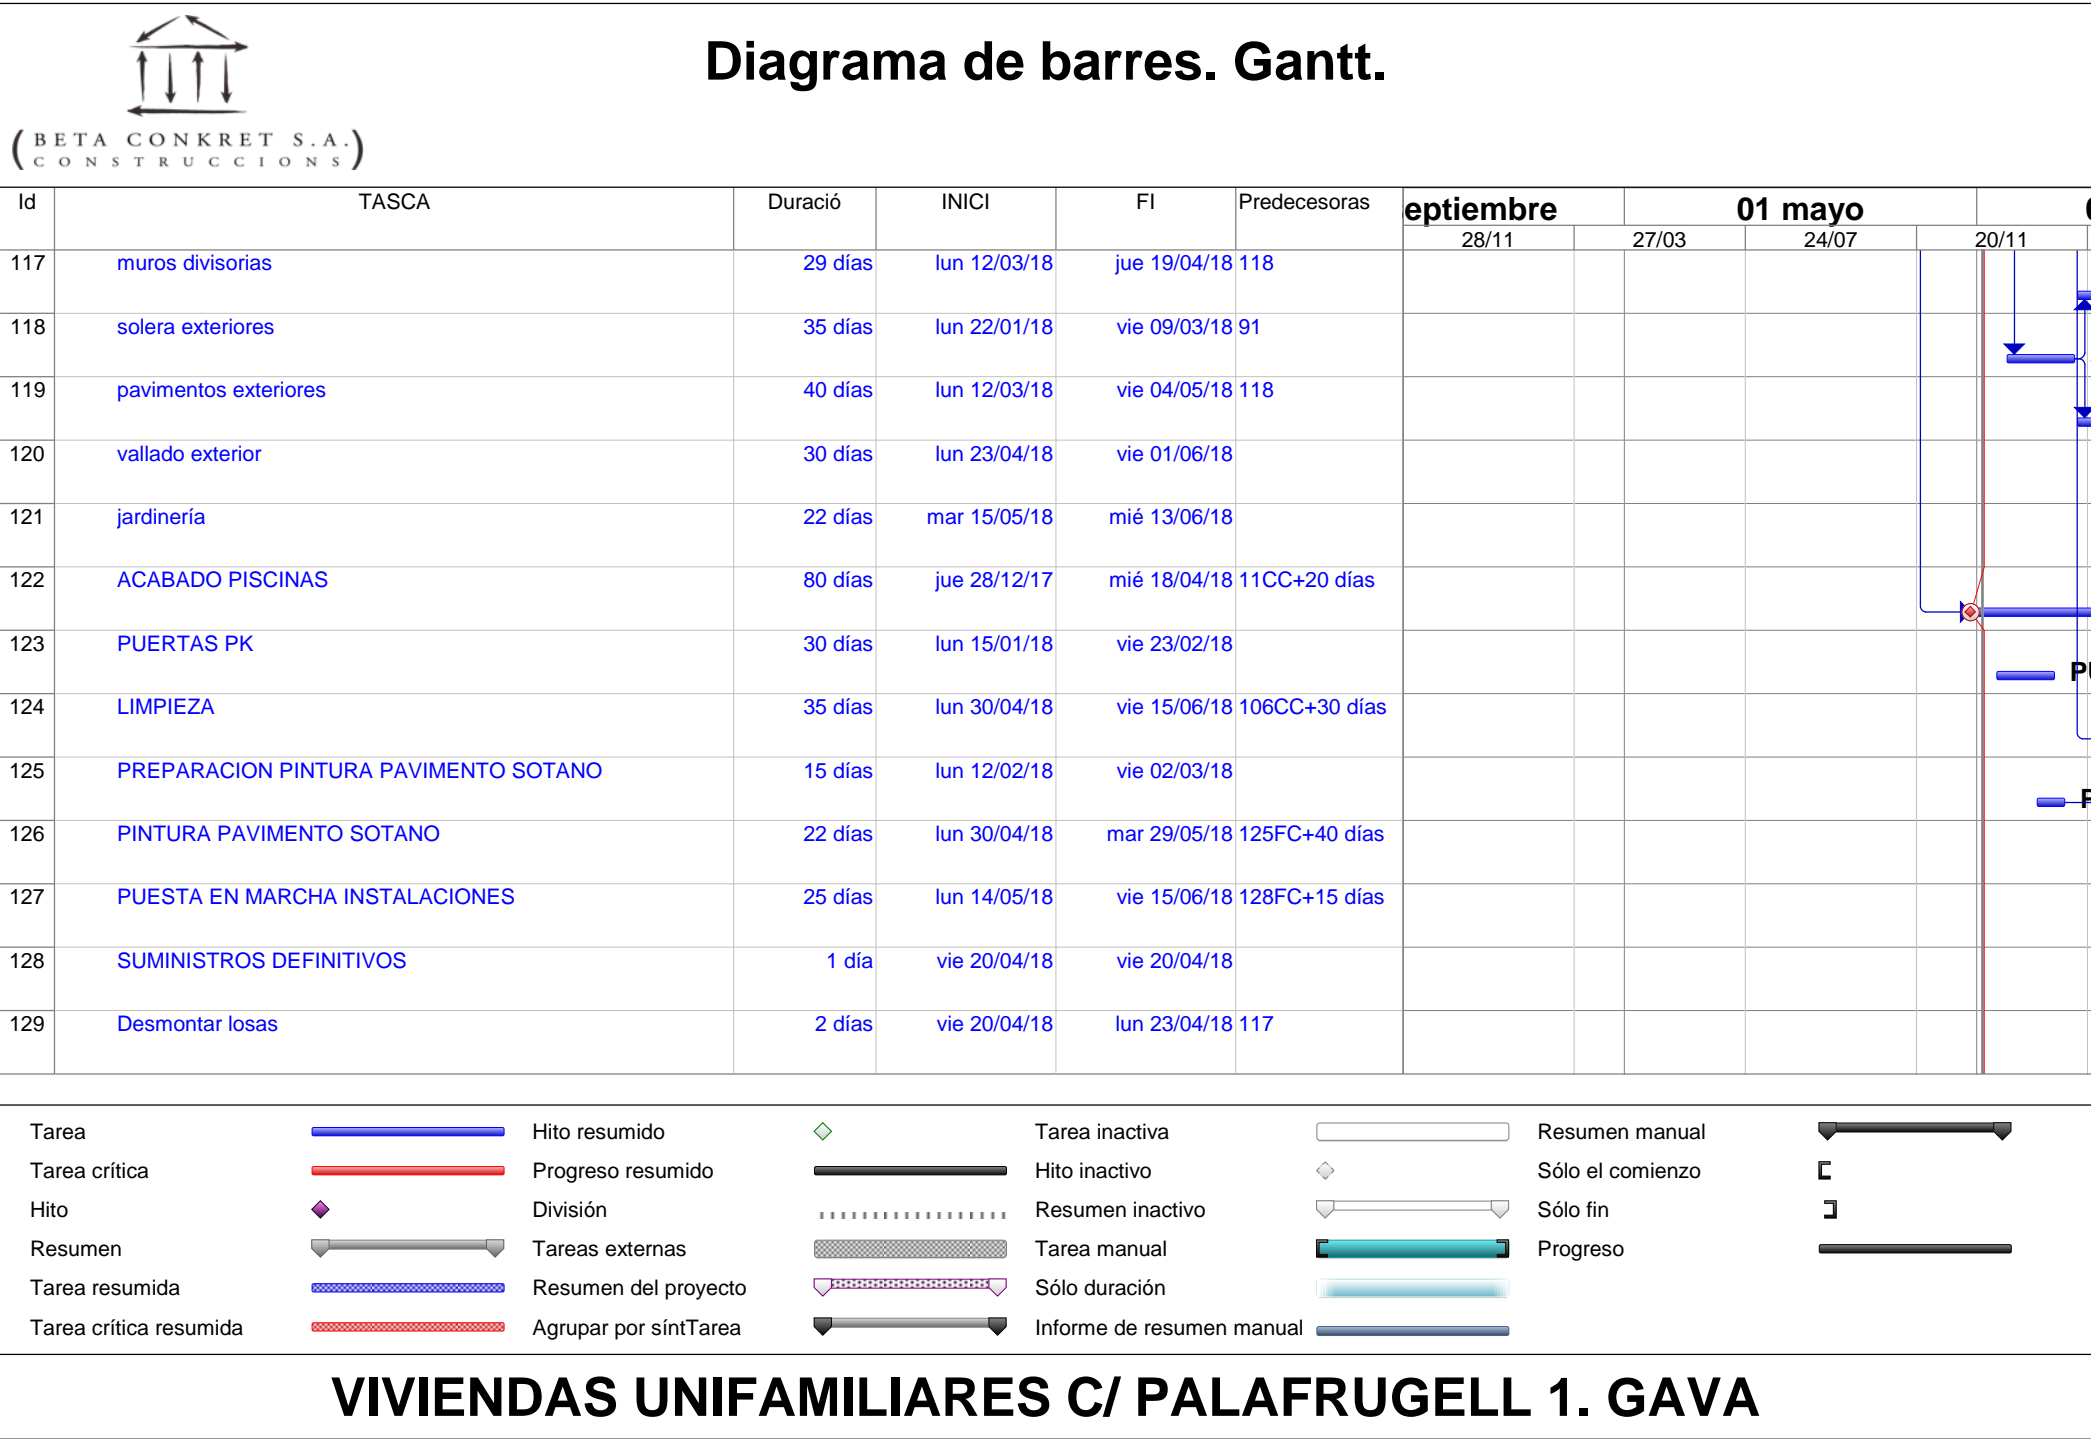 Diagrama de barres. Gantt.
(BETA CONKRET S.A.)
CONSTRUCCIONS
Id TASCA Duració INICI FI Predecesoras
eptiembre 01 mayo
28/11 27/03 24/07 20/11
117 muros divisorias 29 días lun 12/03/18 jue 19/04/18 118
118 solera exteriores 35 días lun 22/01/18 vie 09/03/18 91
119 pavimentos exteriores 40 días lun 12/03/18 vie 04/05/18 118
120 vallado exterior 30 días lun 23/04/18 vie 01/06/18
121 jardinería 22 días mar 15/05/18 mié 13/06/18
122 ACABADO PISCINAS 80 días jue 28/12/17 mié 18/04/18 11CC+20 días
123 PUERTAS PK 30 días lun 15/01/18 vie 23/02/18
124 LIMPIEZA 35 días lun 30/04/18 vie 15/06/18 106CC+30 días
125 PREPARACION PINTURA PAVIMENTO SOTANO 15 días lun 12/02/18 vie 02/03/18
126 PINTURA PAVIMENTO SOTANO 22 días lun 30/04/18 mar 29/05/18 125FC+40 días
127 PUESTA EN MARCHA INSTALACIONES 25 días lun 14/05/18 vie 15/06/18 128FC+15 días
128 SUMINISTROS DEFINITIVOS 1 día vie 20/04/18 vie 20/04/18
129 Desmontar losas 2 días vie 20/04/18 lun 23/04/18 117
Tarea Hito resumido Tarea inactiva Resumen manual
Tarea crítica Progreso resumido Hito inactivo Sólo el comienzo
Hito División Resumen inactivo Sólo fin
Resumen Tareas externas Tarea manual Progreso
Tarea resumida Resumen del proyecto Sólo duración
Tarea crítica resumida Agrupar por síntTarea Informe de resumen manual
VIVIENDAS UNIFAMILIARES C/ PALAFRUGELL 1. GAVA